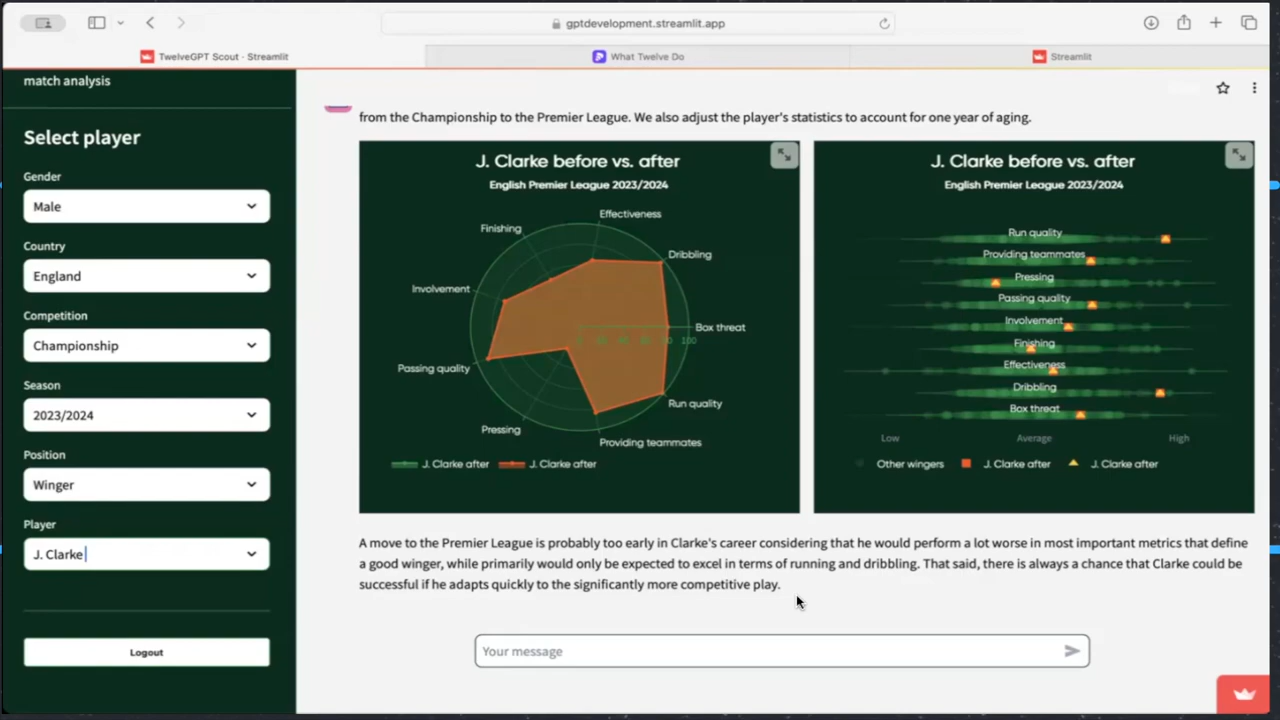 gptdevelopment.streamlit.app
TwelveGPT Scout · Streamlit
What Twelve Do
Streamlit
match analysis
Select player
Gender
Male
Country
England
Competition
Championship
Season
2023/2024
Position
Winger
Player
J. Clarke
Logout
from the Championship to the Premier League. We also adjust the player's statistics to account for one year of aging.
J. Clarke before vs. after
English Premier League 2023/2024
Effectiveness
Finishing
Dribbling
Involvement
Box threat
100
Passing quality
Run quality
Pressing
Providing teammates
J. Clarke after
J. Clarke after
J. Clarke before vs. after
English Premier League 2023/2024
Run quality
Providing teammates
Pressing
Passing quality
Involvement
Finishing
Effectiveness
Dribbling
Box threat
Low
Average
High
Other wingers
J. Clarke after
J. Clarke after
A move to the Premier League is probably too early in Clarke's career considering that he would perform a lot worse in most important metrics that define
a good winger, while primarily would only be expected to excel in terms of running and dribbling. That said, there is always a chance that Clarke could be
successful if he adapts quickly to the significantly more competitive play.
Your message